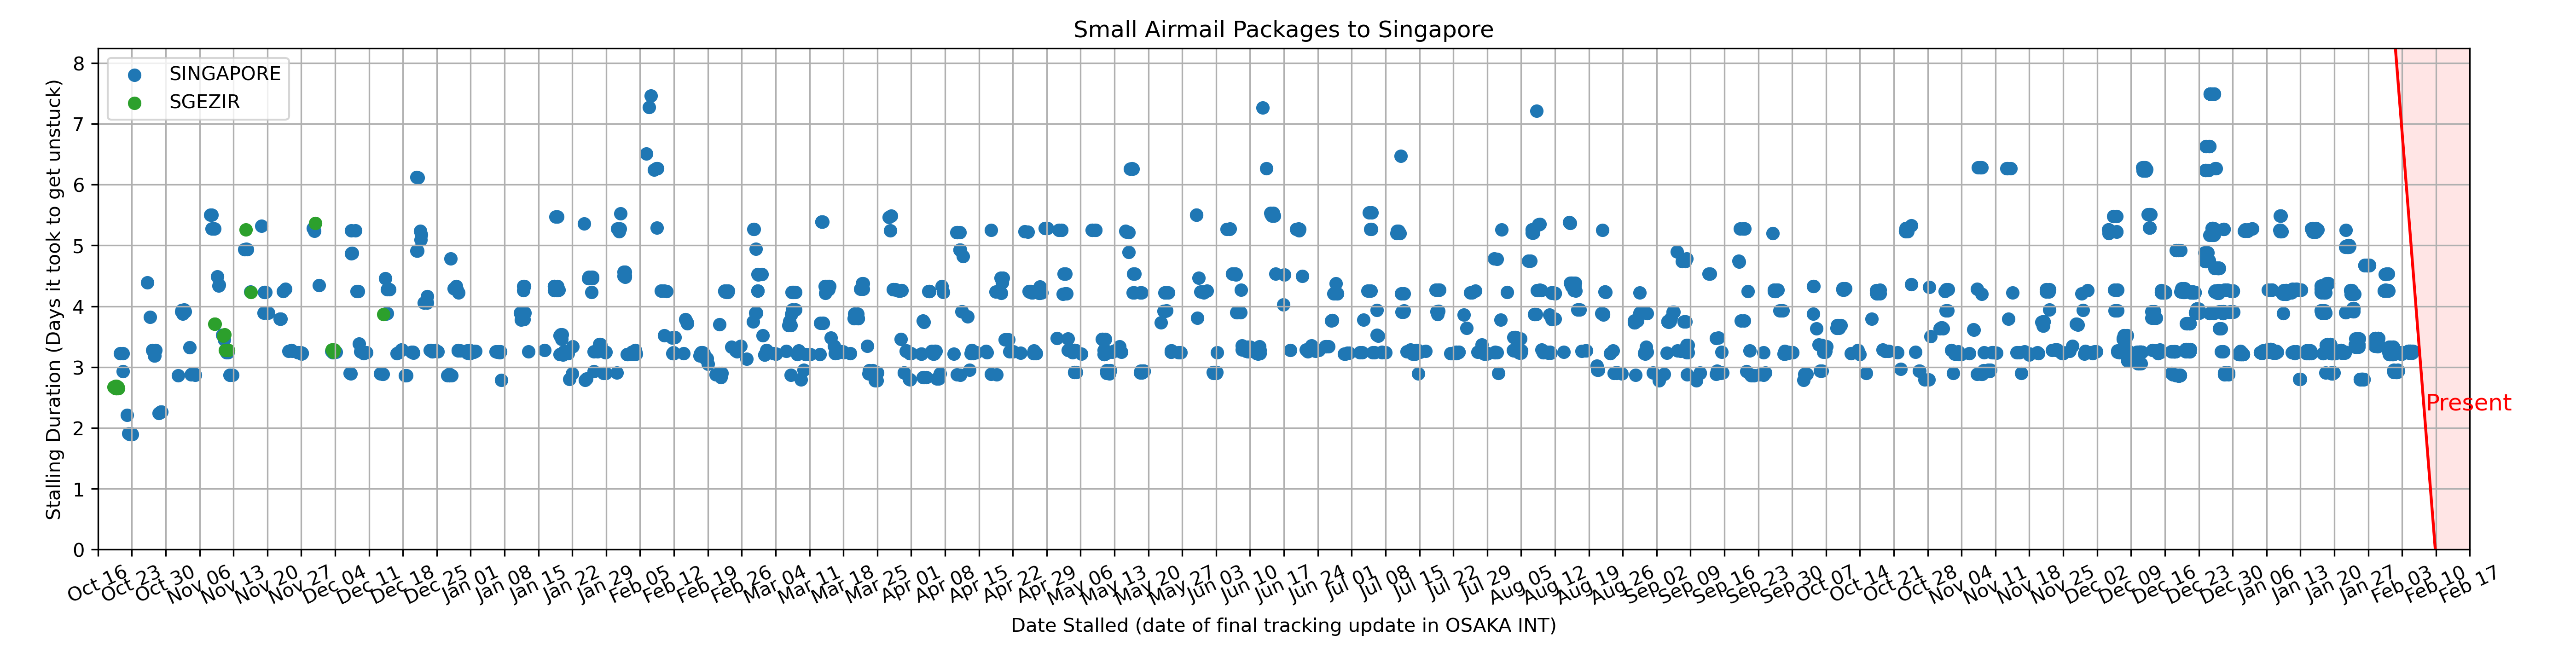 Small Airmail Packages to Singapore
SINGAPORE
SGEZIR
Stalling Duration (Days it took to get unstuck)
8
7
6
5
4
3
2
1
0
Present
Oct 16
Oct 23
Oct 30
Nov 06
Nov 13
Nov 20
Nov 27
Dec 04
Dec 11
Dec 18
Dec 25
Jan 01
Jan 08
Jan 15
Jan 22
Jan 29
Feb 05
Feb 12
Feb 19
Feb 26
Mar 04
Mar 11
Mar 18
Mar 25
Apr 01
Apr 08
Apr 15
Apr 22
Apr 29
May 06
May 13
May 20
May 27
Jun 03
Jun 10
Jun 17
Jun 24
Jul 01
Jul 08
Jul 15
Jul 22
Jul 29
Aug 05
Aug 12
Aug 19
Aug 26
Sep 02
Sep 09
Sep 16
Sep 23
Sep 30
Oct 07
Oct 14
Oct 21
Oct 28
Nov 04
Nov 11
Nov 18
Nov 25
Dec 02
Dec 09
Dec 16
Dec 23
Dec 30
Jan 06
Jan 13
Jan 20
Jan 27
Feb 03
Feb 10
Feb 17
Date Stalled (date of final tracking update in OSAKA INT)